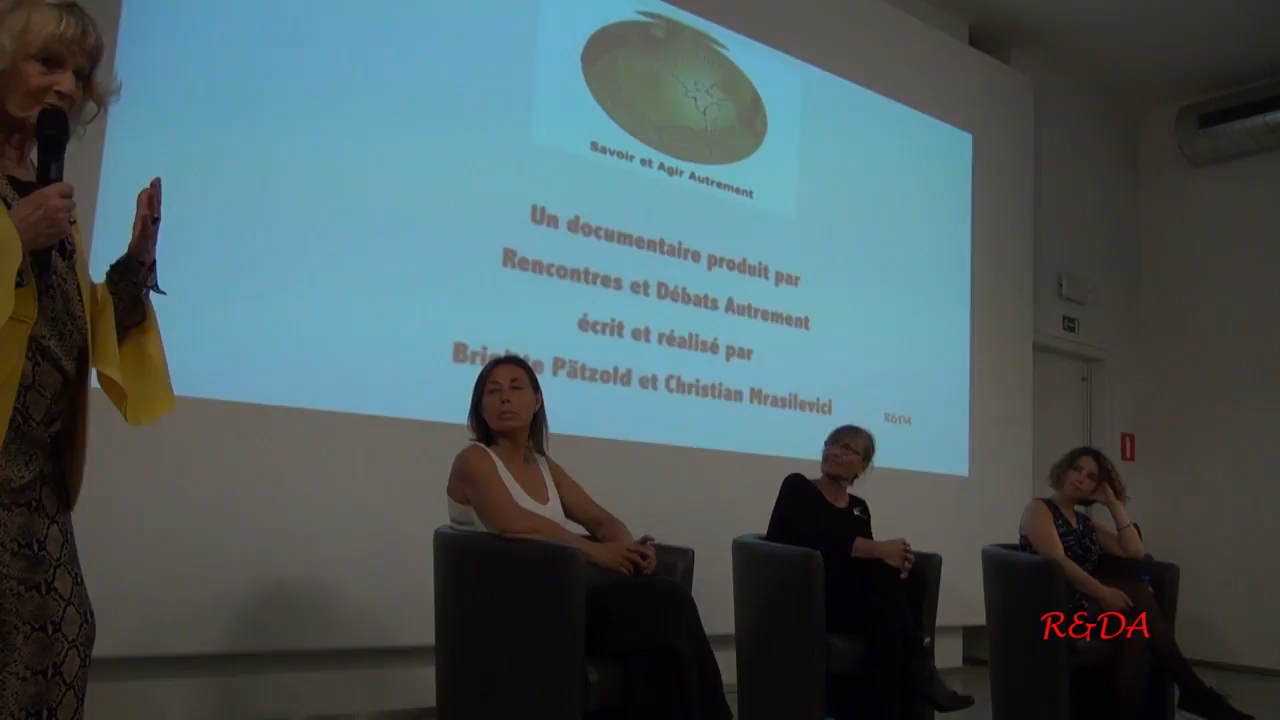 Savoir et Agir Autrement
Un documentaire produit par
Rencontres et Débats Autrement
écrit et réalisé par
Pätzold et Christian Mrasilevici
R&DA
R&DA